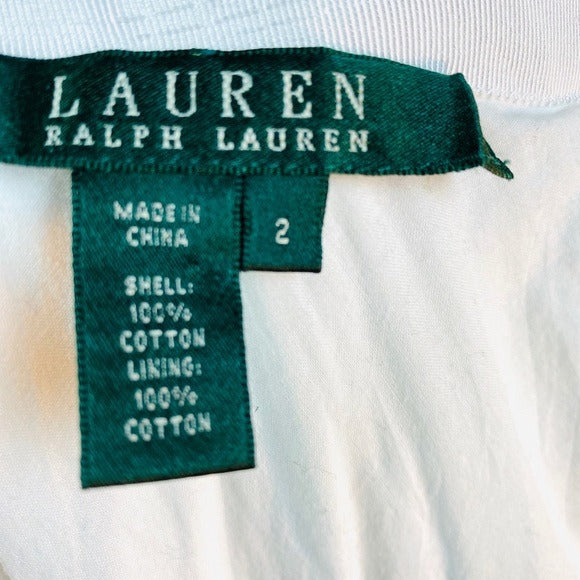 LAUREN
RALPH LAUREN
MADE IN
CHINA
2
SHELL:
100%
COTTON
LINING:
100%
COTTON